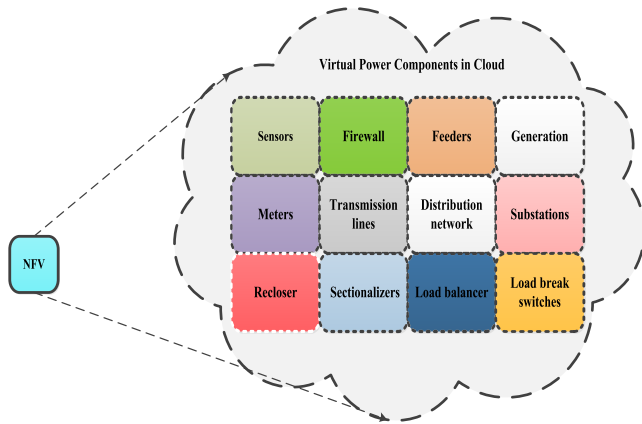 Virtual Power Components in Cloud
Sensors
Firewall
Feeders
Generation
Meters
Transmission
lines
Distribution
network
Substations
NFV
Recloser
Sectionalizers
Load balancer
Load break
switches